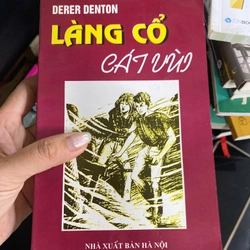 DERER DENTON
LÀNG CỔ
CÁT VÙI
NHÀ XUẤT BẢN HÀ NỘI